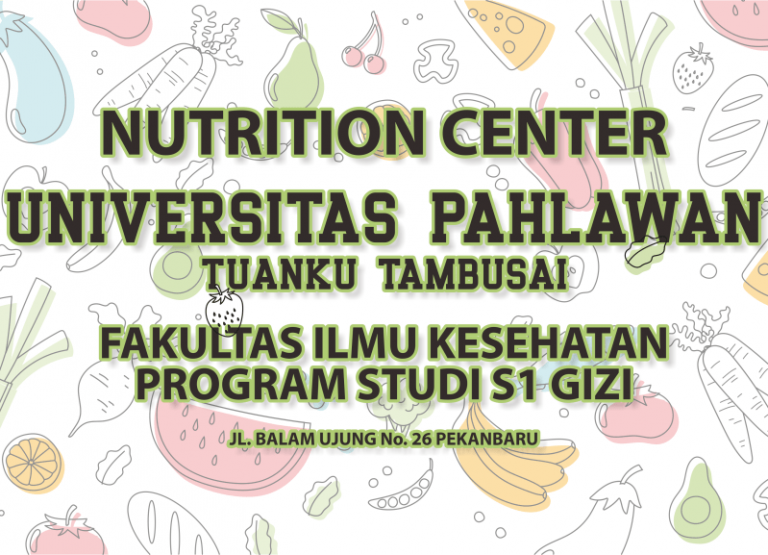 NUTRITION CENTER
UNIVERSITAS PAHLAWAN
TUANKU TAMBUSAI
FAKULTAS ILMU KESEHATAN
PROGRAM STUDI S1 GIZI
JL. BALAM UJUNG No. 26 PEKANBARU